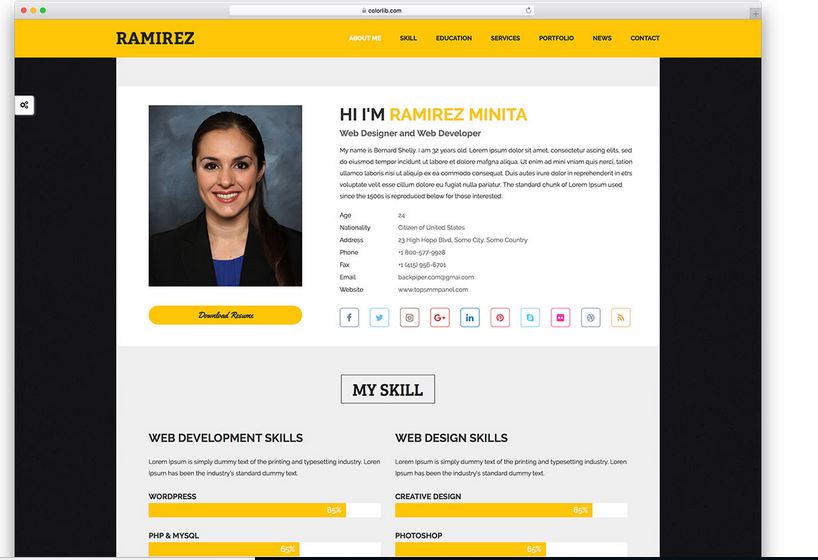 colorlib.com
RAMIREZ
ABOUT ME SKILL EDUCATION SERVICES PORTFOLIO NEWS CONTACT
HI I'M RAMIREZ MINITA
Web Designer and Web Developer
My name is Bernard Shelly. I am 32 years old. Lorem ipsum dolor sit amet, consectetur ascing elits, sed
do eiusmod tempor incidunt ut labore et dolore mafgna aliqua. Ut enim ad mini vniam quis nerci, tation
ullamco laboris nisi ut aliquip ex ea commodo consequat. Duis autes irure dolor in reprehenderit in etrs
voluptate velit esse cillum dolore eu fugiat nulla pariatur. The standard chunk of Lorem Ipsum used
since the 1500s is reproduoed below for those interested.
Age 24
Nationality Citizen of United States
Address 23 High Hope Blvd, Some City, Some Country
Phone +1 800-577-9928
Fax +1 (415) 956-6701
Email backpiper.com@gmai.com
Website www.topsmmpanel.com
Download Resume
MY SKILL
WEB DEVELOPMENT SKILLS
Lorem Ipsum is simply dummy text of the printing and typesetting industry. Loren
Ipsum has been the industry's standard dummy text.
WORDPRESS
85%
PHP & MYSQL
65%
WEB DESIGN SKILLS
Lorem Ipsum is simply dummy text of the printing and typesetting industry. Loren
Ipsum has been the industry's standard dummy text.
CREATIVE DESIGN
85%
PHOTOSHOP
65%